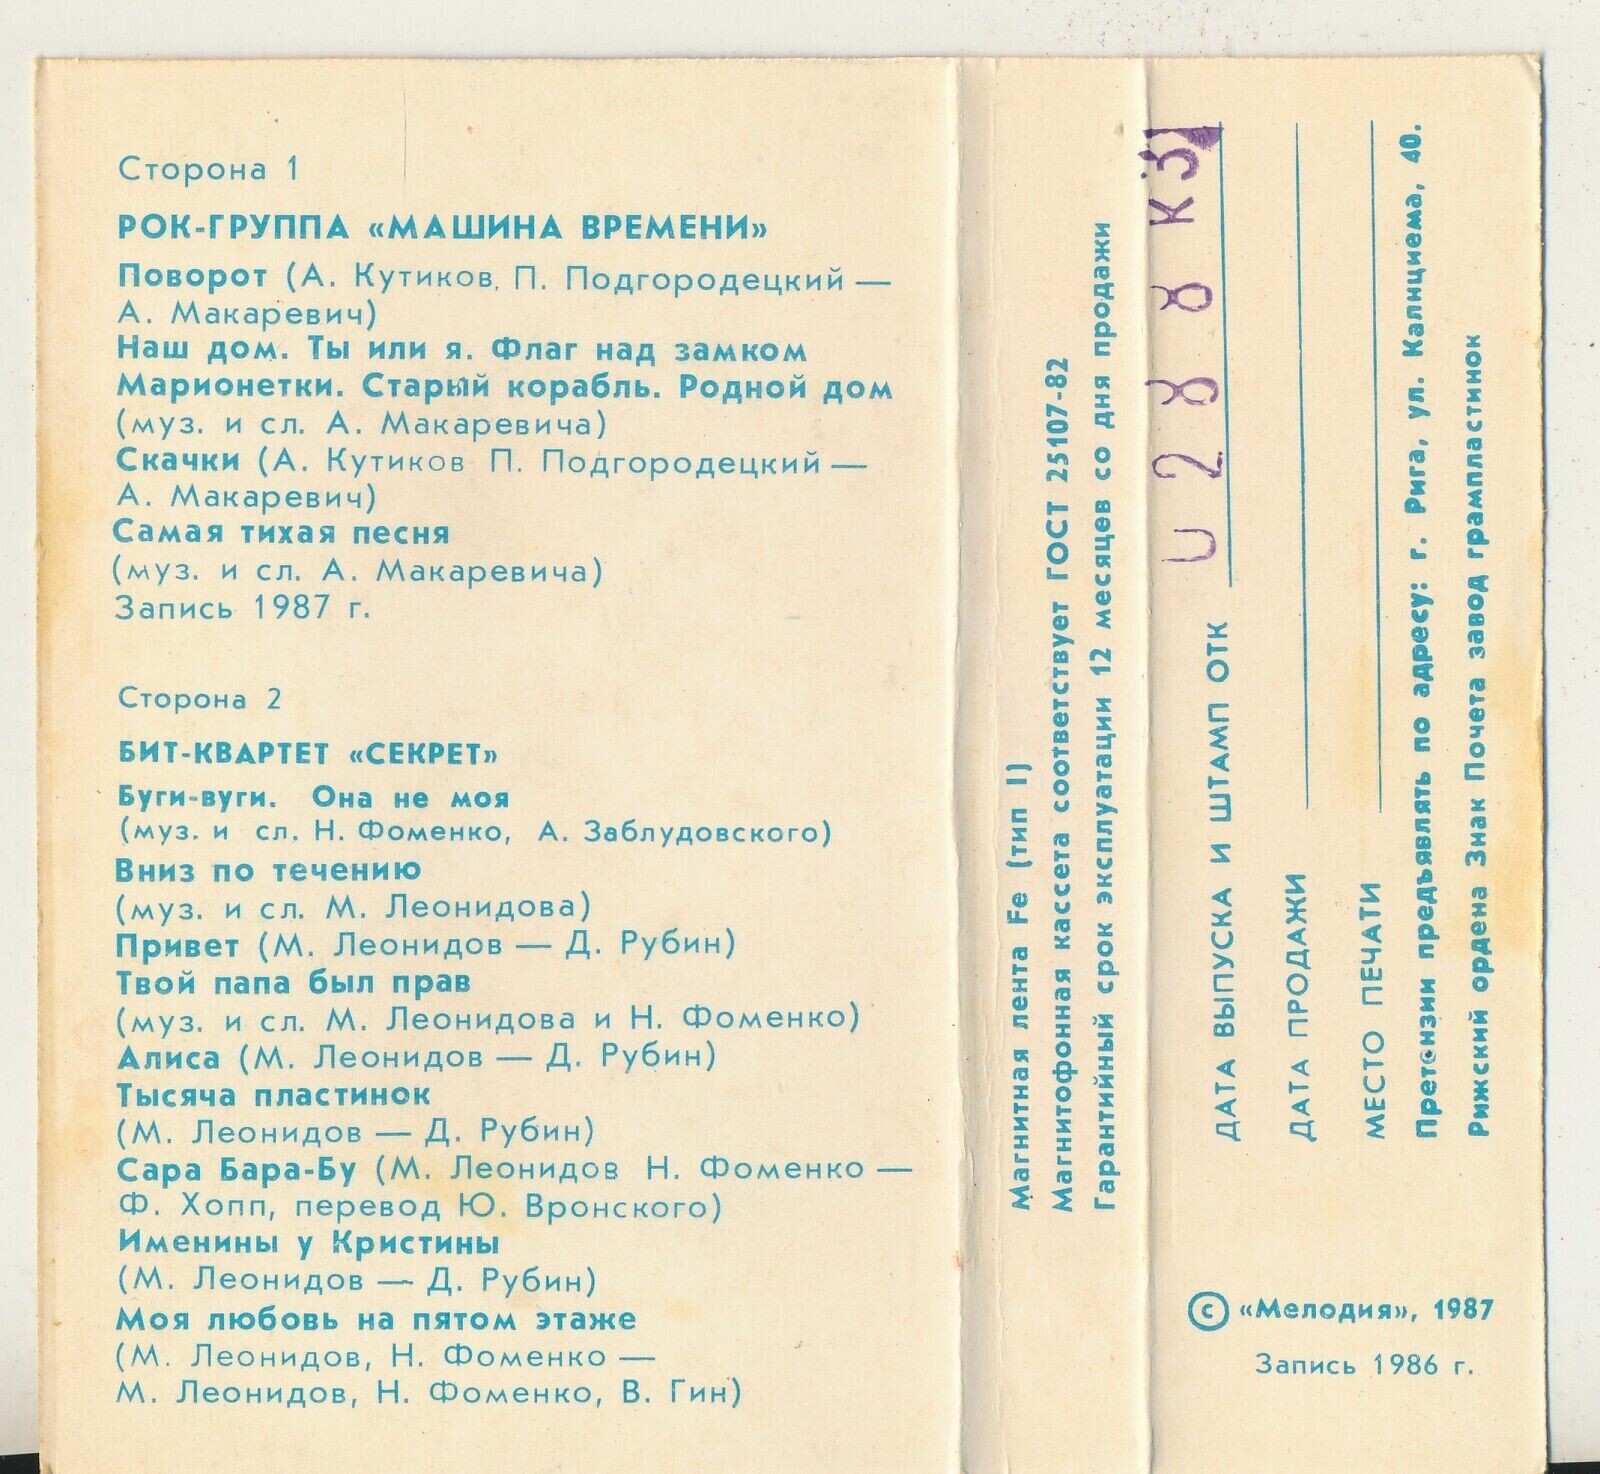 Сторона 1
РОК-ГРУППА «МАШИНА ВРЕМЕНИ»
Поворот (А. Кутиков, П. Подгородецкий —
А. Макаревич)
Наш дом. Ты или я. Флаг над замком
Марионетки. Старый корабль. Родной дом
(муз. и сл. А. Макаревича)
Скачки (А. Кутиков П. Подгородецкий —
А. Макаревич)
Самая тихая песня
(муз. и сл. А. Макаревича)
Запись 1987 г.
Сторона 2
БИТ-КВАРТЕТ «СЕКРЕТ»
Буги-вуги. Она не моя
(муз. и сл. Н. Фоменко, А. Заблудовского)
Вниз по течению
(муз. и сл. М. Леонидова)
Привет (М. Леонидов — Д. Рубин)
Твой папа был прав
(муз. и сл. М. Леонидова и Н. Фоменко)
Алиса (М. Леонидов — Д. Рубин)
Тысяча пластинок
(М. Леонидов — Д. Рубин)
Сара Бара-Бу (М. Леонидов Н. Фоменко —
Ф. Хопп, перевод Ю. Вронского)
Именины у Кристины
(М. Леонидов — Д. Рубин)
Моя любовь на пятом этаже
(М. Леонидов, Н. Фоменко —
М. Леонидов, Н. Фоменко, В. Гин)
Магнитная лента Fe (тип I)
Магнитофонная кассета соответствует ГОСТ 25107-82
Гарантийный срок эксплуатации 12 месяцев со дня продажи
ДАТА ВЫПУСКА И ШТАМП ОТК U 2 8 8 К3
ДАТА ПРОДАЖИ
МЕСТО ПЕЧАТИ
Претензии предъявлять по адресу: г. Рига, ул. Калнциема, 40.
Рижский ордена Знак Почета завод грампластинок
© «Мелодия», 1987
Запись 1986 г.